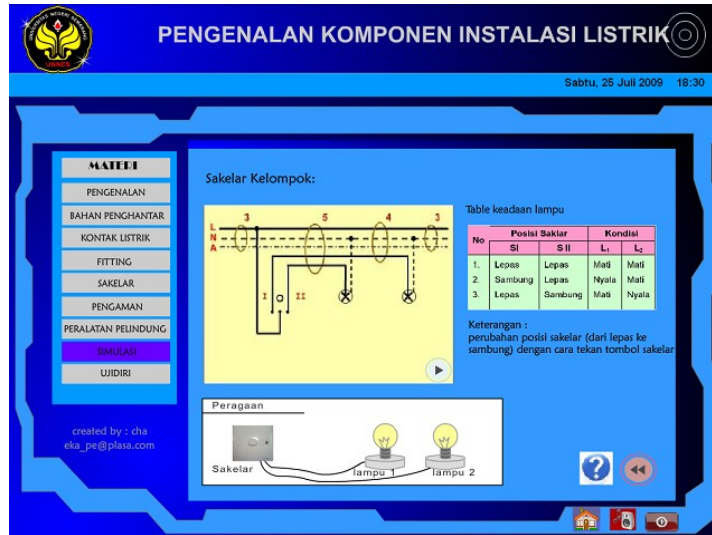 PENGENALAN KOMPONEN INSTALASI LISTRIK
UNNES
Sabtu, 25 Juli 2009 18:30
MATERI
PENGENALAN
BAHAN PENGHANTAR
KONTAK LISTRIK
FITTING
SAKELAR
PENGAMAN
PERALATAN PELINDUNG
SIMULASI
UJIDIRI
created by : cha
eka_pe@plasa.com
Sakelar Kelompok:
3 5 4 3
L
N
A
I II
Table keadaan lampu
No Posisi Saklar Kondisi
SI S II L₁ L₂
1. Lepas Lepas Mati Mati
2. Sambung Lepas Nyala Mati
3. Lepas Sambung Mati Nyala
Keterangan :
perubahan posisi sakelar (dari lepas ke
sambung) dengan cara tekan tombol sakelar
Peragaan
Sakelar
lampu 1
lampu 2
?